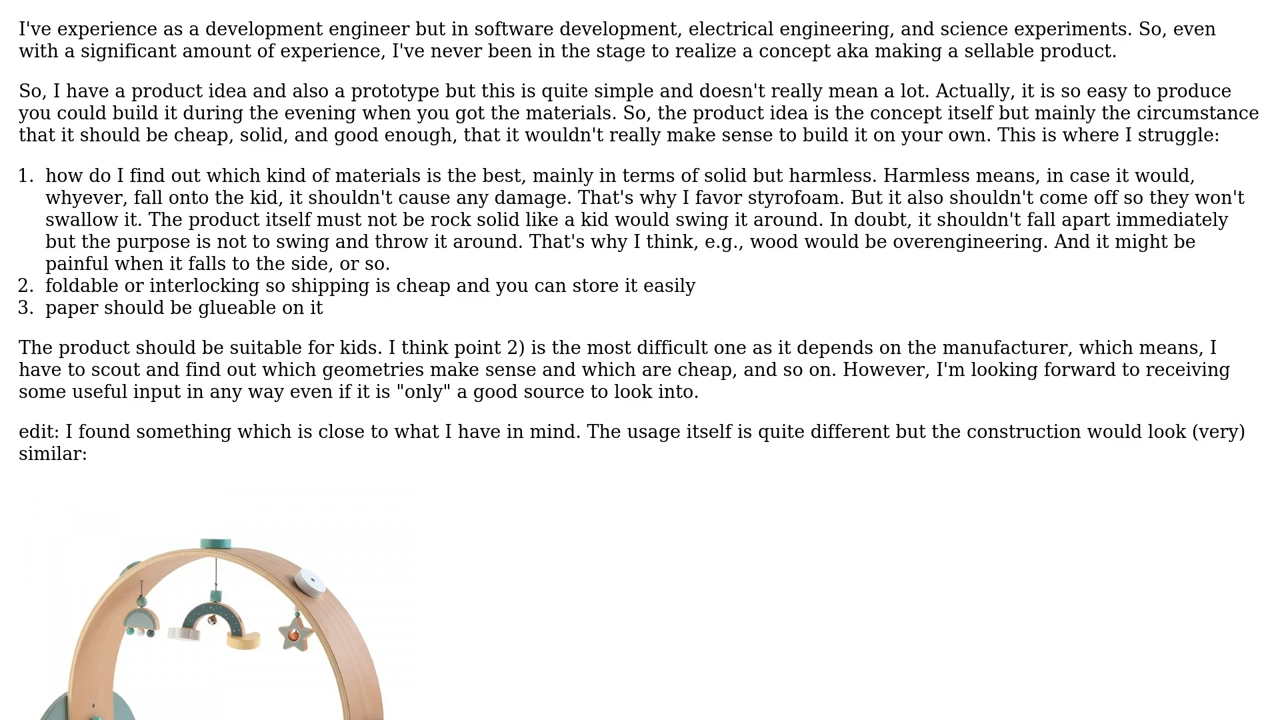 I've experience as a development engineer but in software development, electrical engineering, and science experiments. So, even
with a significant amount of experience, I've never been in the stage to realize a concept aka making a sellable product.
So, I have a product idea and also a prototype but this is quite simple and doesn't really mean a lot. Actually, it is so easy to produce
you could build it during the evening when you got the materials. So, the product idea is the concept itself but mainly the circumstance
that it should be cheap, solid, and good enough, that it wouldn't really make sense to build it on your own. This is where I struggle:
1. how do I find out which kind of materials is the best, mainly in terms of solid but harmless. Harmless means, in case it would,
whyever, fall onto the kid, it shouldn't cause any damage. That's why I favor styrofoam. But it also shouldn't come off so they won't
swallow it. The product itself must not be rock solid like a kid would swing it around. In doubt, it shouldn't fall apart immediately
but the purpose is not to swing and throw it around. That's why I think, e.g., wood would be overengineering. And it might be
painful when it falls to the side, or so.
2. foldable or interlocking so shipping is cheap and you can store it easily
3. paper should be glueable on it
The product should be suitable for kids. I think point 2) is the most difficult one as it depends on the manufacturer, which means, I
have to scout and find out which geometries make sense and which are cheap, and so on. However, I'm looking forward to receiving
some useful input in any way even if it is "only" a good source to look into.
edit: I found something which is close to what I have in mind. The usage itself is quite different but the construction would look (very)
similar: